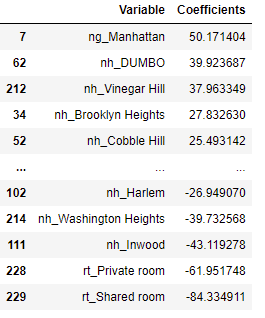 Variable Coefficients
7 ng_Manhattan 50.171404
62 nh_DUMBO 39.923687
212 nh_Vinegar Hill 37.963349
34 nh_Brooklyn Heights 27.832630
52 nh_Cobble Hill 25.493142
... ... ...
102 nh_Harlem -26.949070
214 nh_Washington Heights -39.732568
111 nh_Inwood -43.119278
228 rt_Private room -61.951748
229 rt_Shared room -84.334911